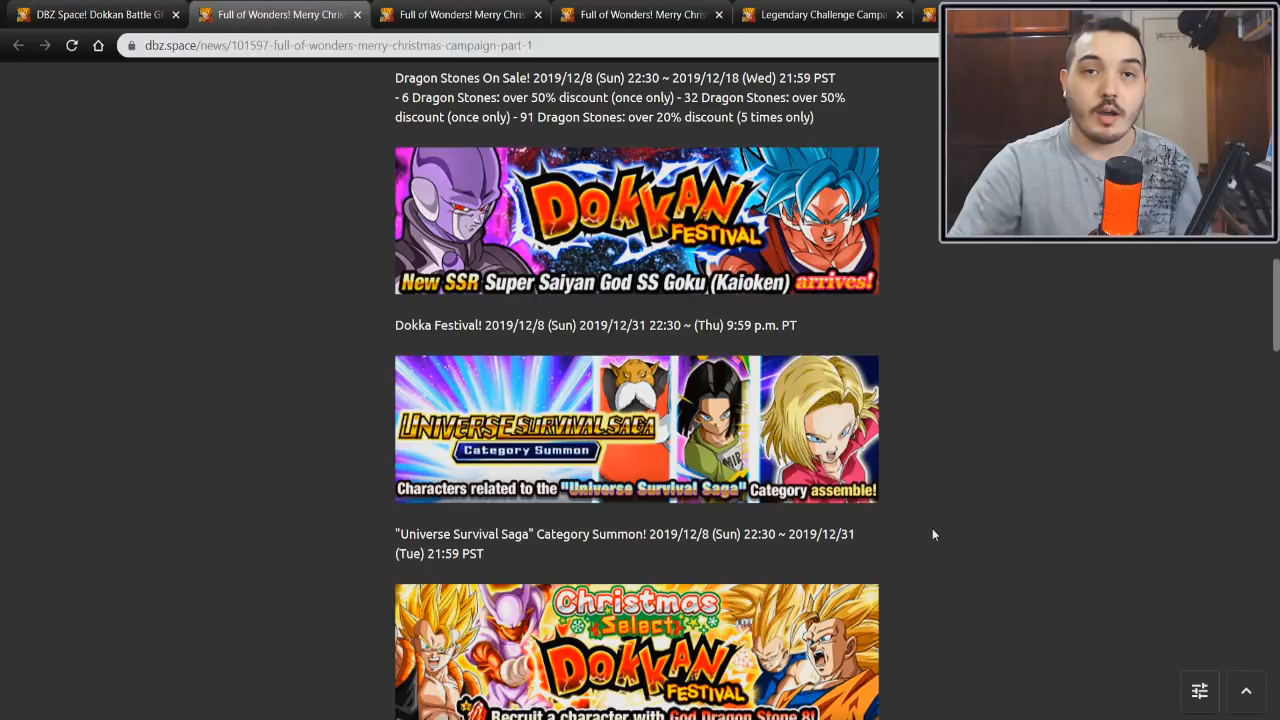 DBZ Space! Dokkan Battle Gl
Full of Wonders! Merry Chris
Full of Wonders! Merry Chris
Full of Wonders! Merry Chris
Legendary Challenge Campa
dbz.space/news/101597-full-of-wonders-merry-christmas-campaign-part-1
Dragon Stones On Sale! 2019/12/8 (Sun) 22:30 ~ 2019/12/18 (Wed) 21:59 PST
- 6 Dragon Stones: over 50% discount (once only) - 32 Dragon Stones: over 50%
discount (once only) - 91 Dragon Stones: over 20% discount (5 times only)
DOKKAN
FESTIVAL
New SSR Super Saiyan God SS Goku (Kaioken) arrives!
Dokka Festival! 2019/12/8 (Sun) 2019/12/31 22:30 ~ (Thu) 9:59 p.m. PT
UNIVERSE SURVIVAL SAGA
Category Summon
MIR
Characters related to the "Universe Survival Saga" Category assemble!
"Universe Survival Saga" Category Summon! 2019/12/8 (Sun) 22:30 ~ 2019/12/31
(Tue) 21:59 PST
Christmas
Select
DOKKAN
FESTIVAL
Recruit a character with God Dragon Stone 8!